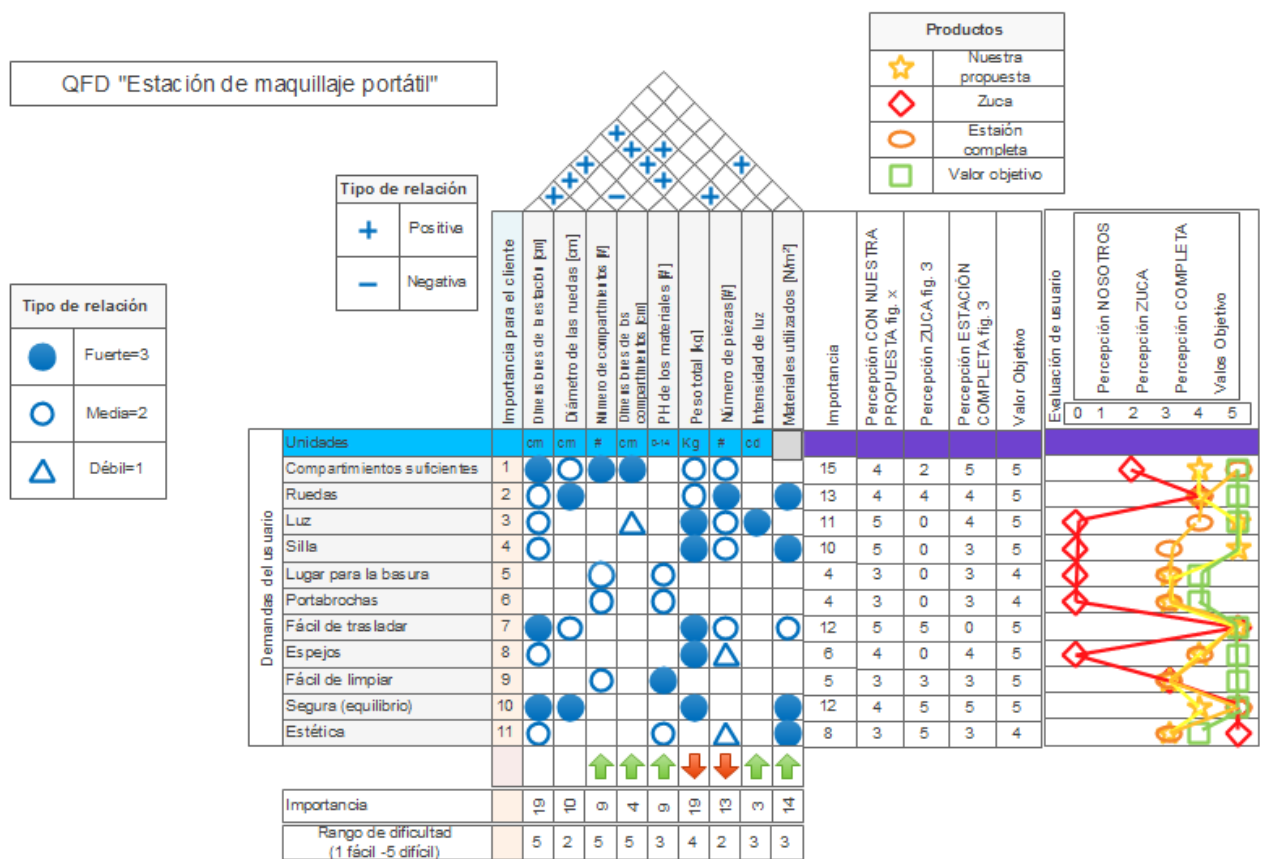 Productos
Nuestra
propuesta
Zuca
Estaión
completa
Valor objetivo
QFD "Estación de maquillaje portátil"
Tipo de relación
Positiva
Negativa
Tipo de relación
Fuerte=3
Media=2
Débil=1
Importancia para el cliente
Dimensiones de la estación [cm]
Diámetro de las ruedas [cm]
Número de compartimientos [#]
Dimensiones de los
compartimientos [cm]
PH de los materiales [#]
Peso total [kg]
Número de piezas[#]
Intensidad de luz
Materiales utilizados [N/m²]
Importancia
Percepción CON NUESTRA
PROPUESTA fig. x
Percepción ZUCA fig. 3
Percepción ESTACIÓN
COMPLETA fig. 3
Valor Objetivo
Evaluación de usuario
Percepción NOSOTROS
Percepción ZUCA
Percepción COMPLETA
Valos Objetivo
0 1 2 3 4 5
Demandas del usuario
Unidades cm cm # cm 0-14 Kg # cd
Compartimientos suficientes 1 15 4 2 5 5
Ruedas 2 13 4 4 4 5
Luz 3 11 5 0 4 5
Silla 4 10 5 0 3 5
Lugar para la basura 5 4 3 0 3 4
Portabrochas 6 4 3 0 3 4
Fácil de trasladar 7 12 5 5 0 5
Espejos 8 6 4 0 4 5
Fácil de limpiar 9 5 3 3 3 5
Segura (equilibrio) 10 12 4 5 5 5
Estética 11 8 3 5 3 4
Importancia 19 10 9 4 9 19 13 3 14
Rango de dificultad
(1 fácil -5 difícil) 5 2 5 5 3 4 2 3 3